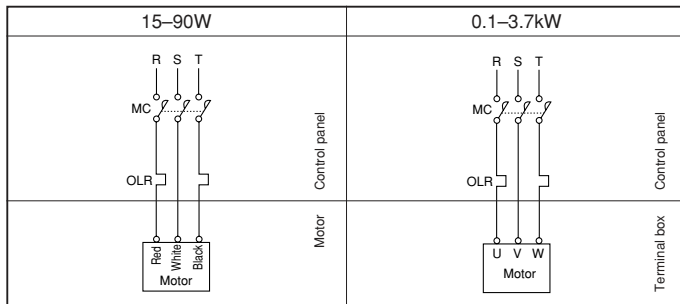 15–90W
0.1–3.7kW
R S T
MC
OLR
Control panel
Motor
Red
White
Black
Motor
R S T
MC
OLR
Control panel
Terminal box
U V W
Motor